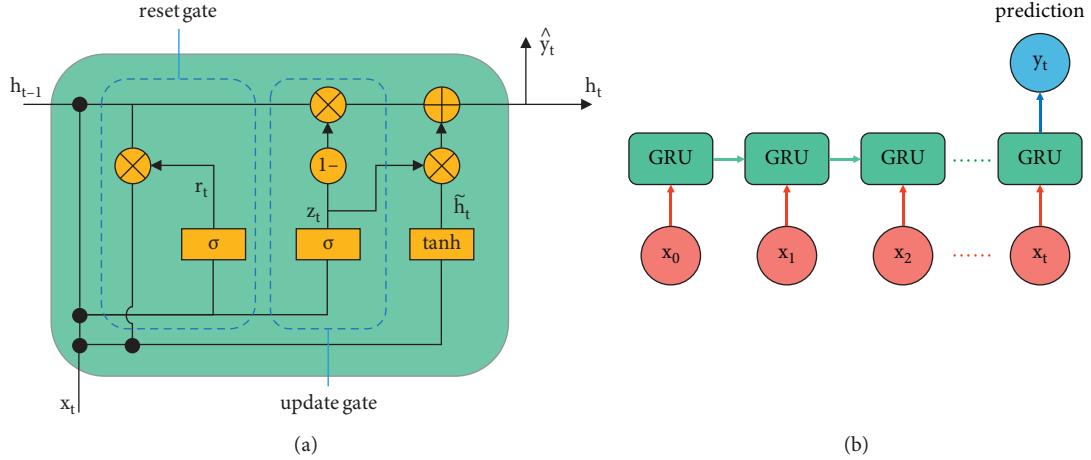 reset gate
h_{t–1}
ŷ_t
h_t
1–
r_t
z_t
h̃_t
σ
σ
tanh
x_t
update gate
(a)
prediction
y_t
GRU
GRU
GRU
......
GRU
x_0
x_1
x_2
......
x_t
(b)